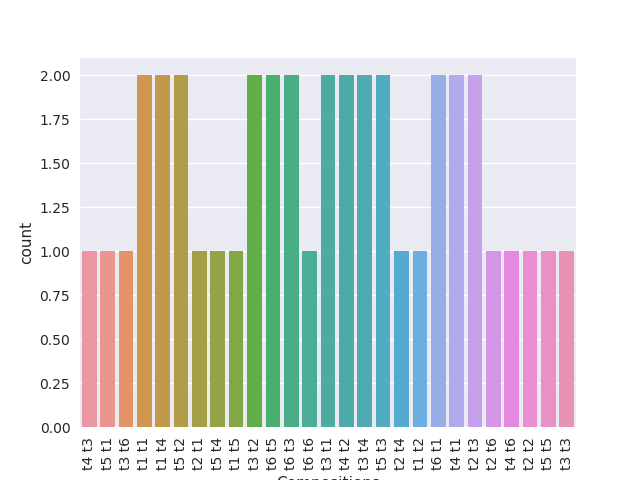 2.00
1.75
1.50
1.25
1.00
0.75
0.50
0.25
0.00
count
t4 t3
t5 t1
t3 t6
t1 t1
t1 t4
t5 t2
t2 t1
t5 t4
t1 t5
t3 t2
t6 t5
t6 t3
t6 t6
t3 t1
t4 t2
t3 t4
t5 t3
t2 t4
t1 t2
t6 t1
t4 t1
t2 t3
t2 t6
t4 t6
t2 t2
t5 t5
t3 t3
Compositions